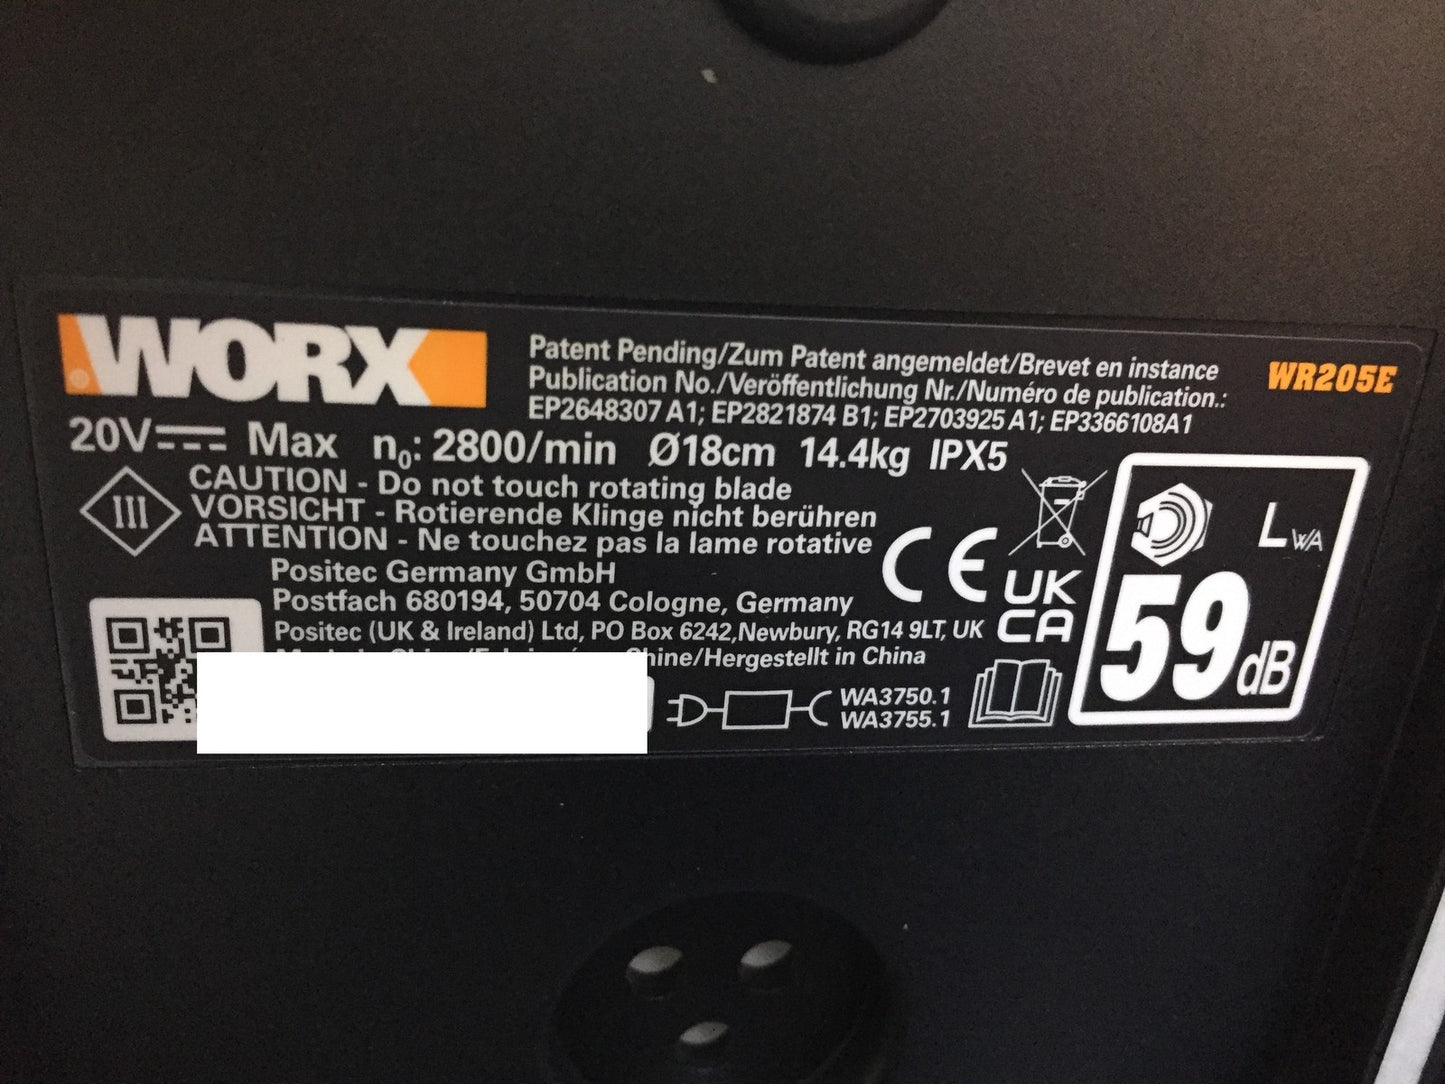 WORX
Patent Pending/Zum Patent angemeldet/Brevet en instance
Publication No./Veröffentlichung Nr./Numéro de publication.:
EP2648307 A1; EP2821874 B1; EP2703925 A1; EP3366108A1
WR205E
20V Max n0: 2800/min Ø18cm 14.4kg IPX5
III
CAUTION - Do not touch rotating blade
VORSICHT - Rotierende Klinge nicht berühren
ATTENTION - Ne touchez pas la lame rotative
Positec Germany GmbH
Postfach 680194, 50704 Cologne, Germany
Positec (UK & Ireland) Ltd, PO Box 6242,Newbury, RG14 9LT, UK
/Hergestellt in China
WA3750.1
WA3755.1
CE
UK
CA
LWA
59dB